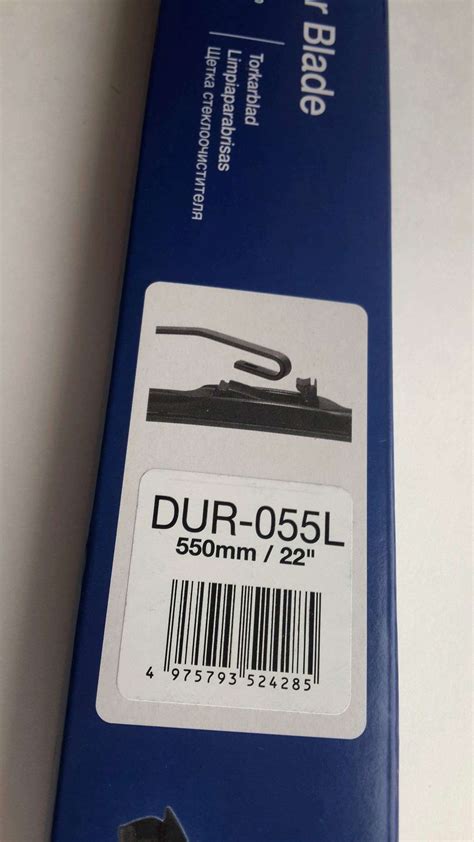 r Blade
Torkarblad
Limpiaparabrisas
Щетка стеклоочистителя
DUR-055L
550mm / 22"
4 975793 524285